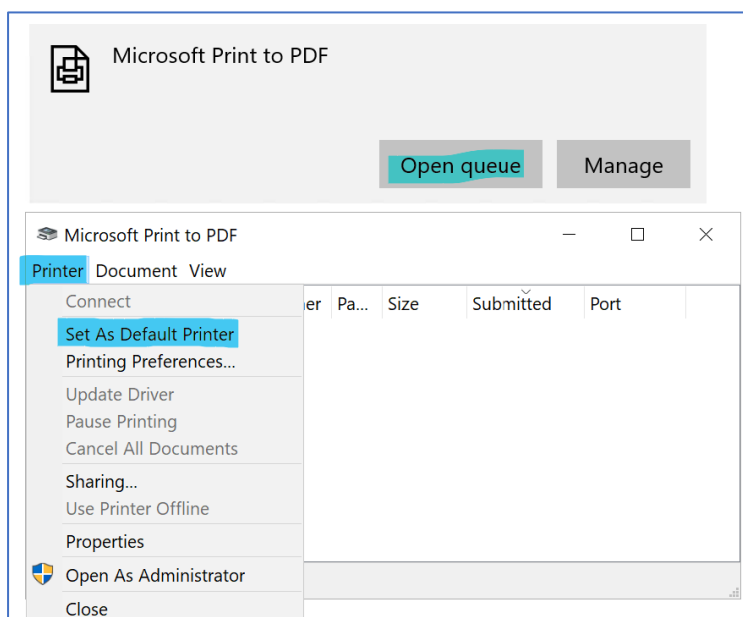 Microsoft Print to PDF
Open queue Manage
Microsoft Print to PDF
Printer Document View
Connect
Pa... Size Submitted Port
Set As Default Printer
Printing Preferences...
Update Driver
Pause Printing
Cancel All Documents
Sharing...
Use Printer Offline
Properties
Open As Administrator
Close